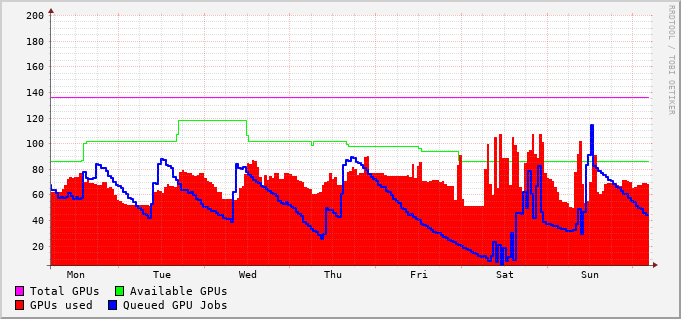 200
180
160
140
120
100
80
60
40
20
Mon Tue Wed Thu Fri Sat Sun
Total GPUs Available GPUs
GPUs used Queued GPU Jobs
RRDTOOL / TOBI OETIKER